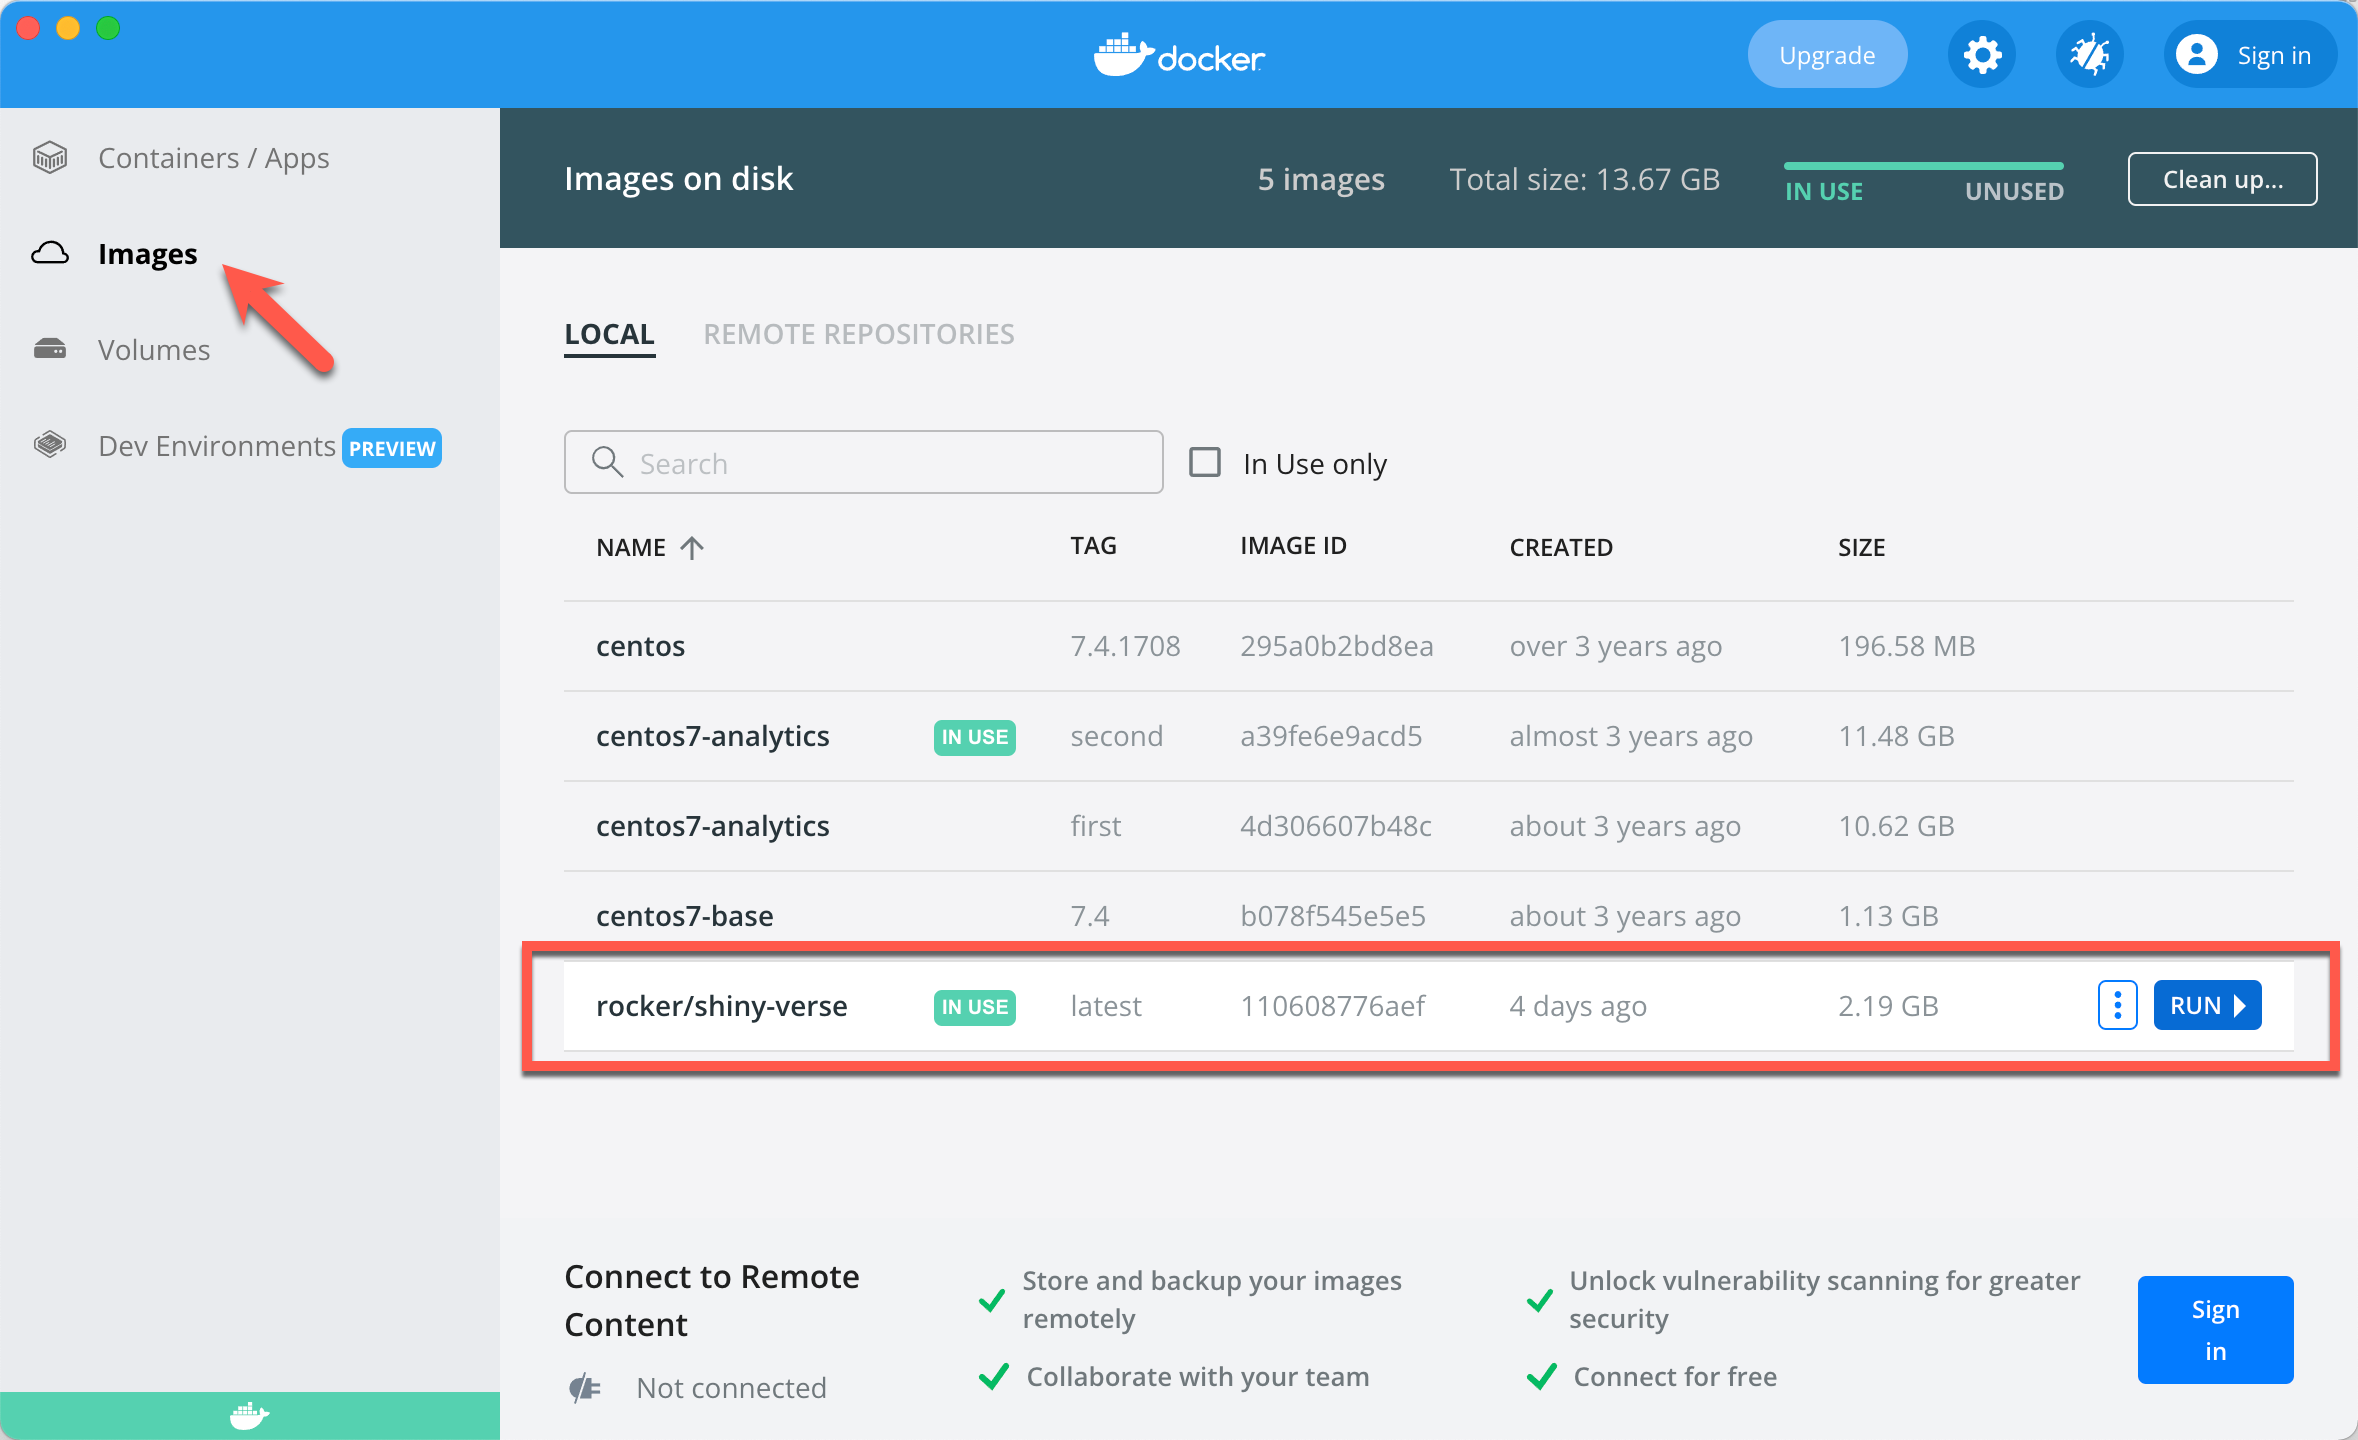 docker
Upgrade
Sign in
Containers / Apps
Images
Volumes
Dev Environments PREVIEW
Images on disk
5 images
Total size: 13.67 GB
IN USE
UNUSED
Clean up...
LOCAL
REMOTE REPOSITORIES
Search
In Use only
NAME TAG IMAGE ID CREATED SIZE
centos 7.4.1708 295a0b2bd8ea over 3 years ago 196.58 MB
centos7-analytics IN USE second a39fe6e9acd5 almost 3 years ago 11.48 GB
centos7-analytics first 4d306607b48c about 3 years ago 10.62 GB
centos7-base 7.4 b078f545e5e5 about 3 years ago 1.13 GB
rocker/shiny-verse IN USE latest 110608776aef 4 days ago 2.19 GB RUN
Connect to Remote
Content
Not connected
Store and backup your images
remotely
Collaborate with your team
Unlock vulnerability scanning for greater
security
Connect for free
Sign
in